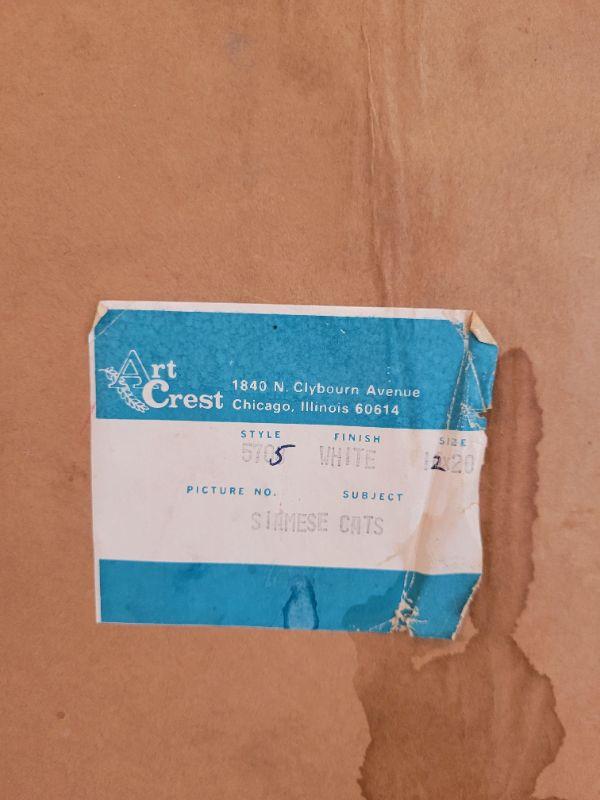 Art
Crest
1840 N. Clybourn Avenue
Chicago, Illinois 60614
STYLE FINISH SIZE
5705 WHITE
PICTURE NO. SUBJECT
SIAMESE CATS